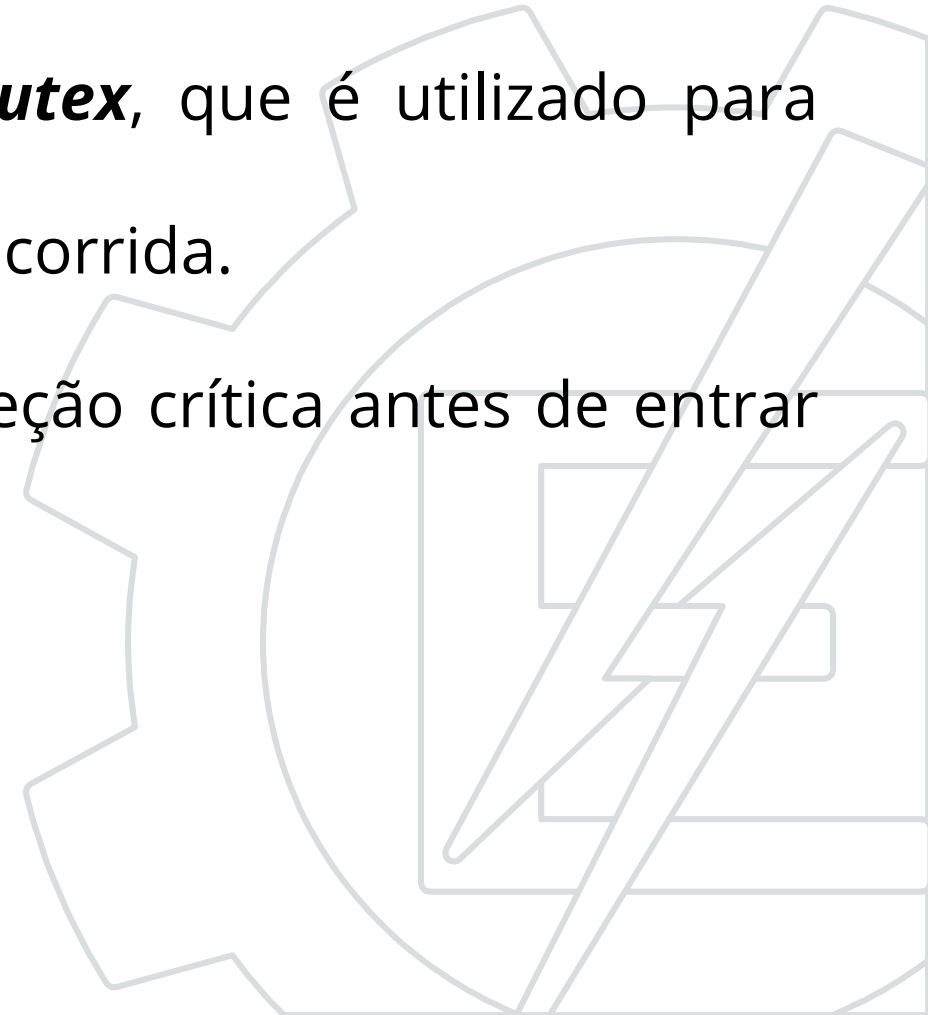 utex, que é utilizado para
corrida.
eção crítica antes de entrar